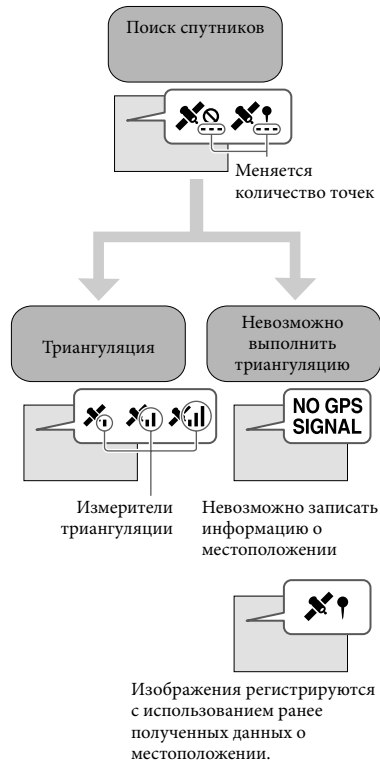 Поиск спутников
Меняется
количество точек
Триангуляция
Невозможно
выполнить
триангуляцию
NO GPS
SIGNAL
Измерители
триангуляции
Невозможно записать
информацию о
местоположении
Изображения регистрируются
с использованием ранее
полученных данных о
местоположении.